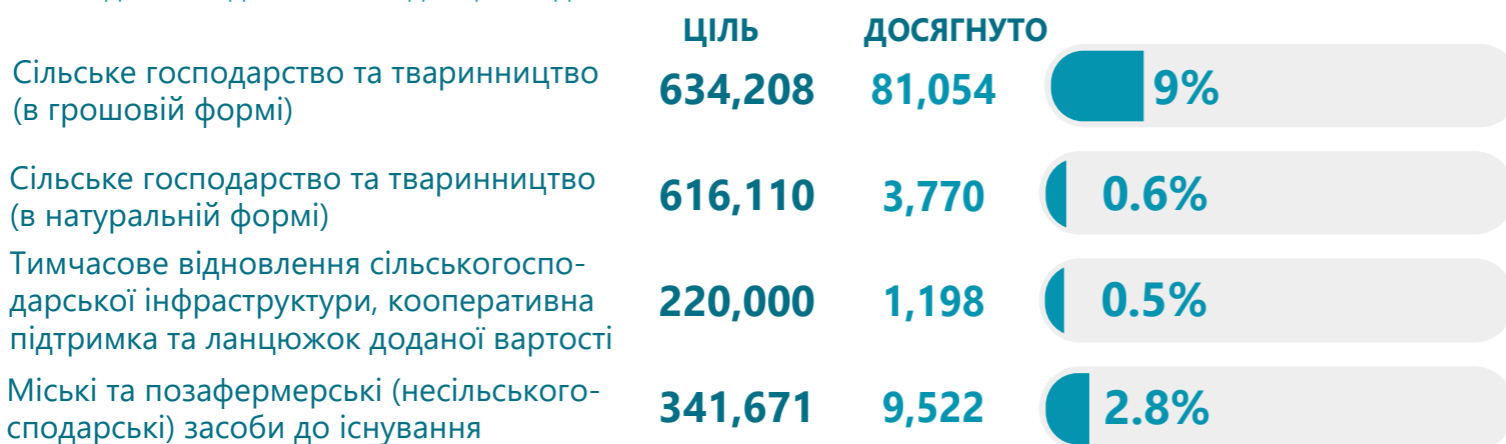 ЦІЛЬ ДОСЯГНУТО
Сільське господарство та тваринництво
(в грошовій формі)
634,208 81,054 9%
Сільське господарство та тваринництво
(в натуральній формі)
616,110 3,770 0.6%
Тимчасове відновлення сільськогоспо-
дарської інфраструктури, кооперативна
підтримка та ланцюжок доданої вартості
220,000 1,198 0.5%
Міські та позафермерські (несільського-
сподарські) засоби до існування
341,671 9,522 2.8%